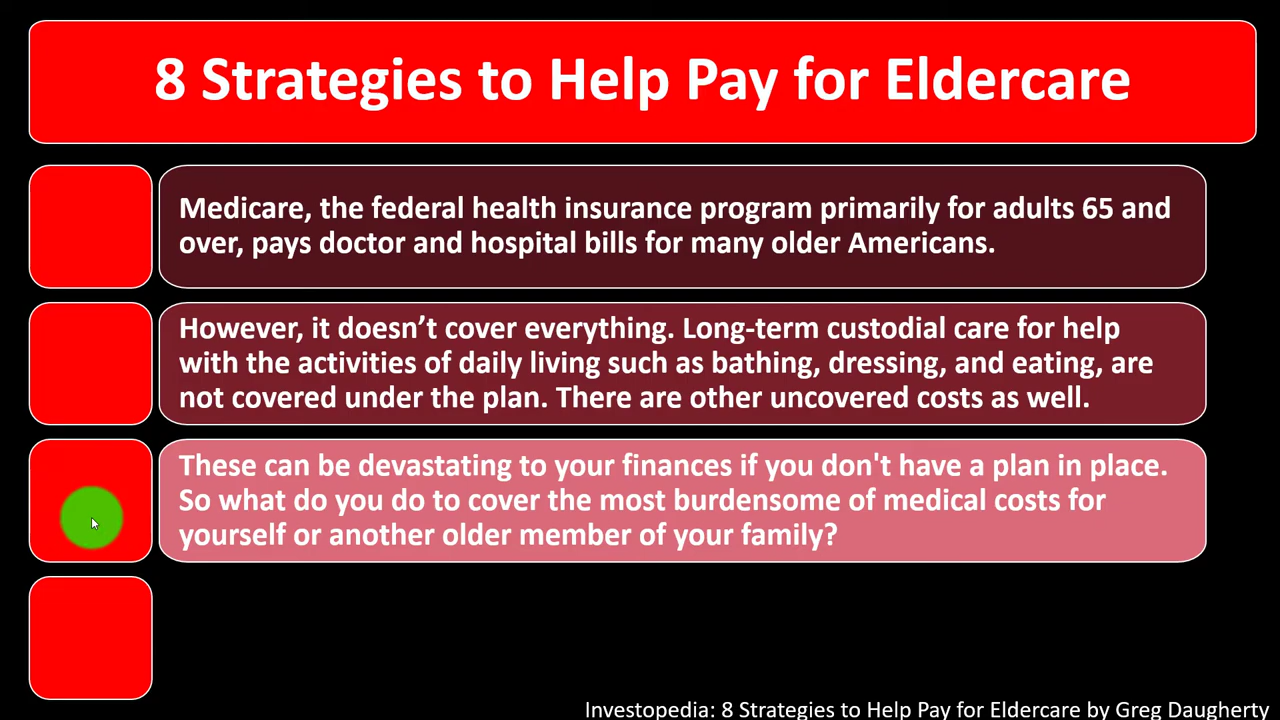 8 Strategies to Help Pay for Eldercare
Medicare, the federal health insurance program primarily for adults 65 and
over, pays doctor and hospital bills for many older Americans.
However, it doesn’t cover everything. Long-term custodial care for help
with the activities of daily living such as bathing, dressing, and eating, are
not covered under the plan. There are other uncovered costs as well.
These can be devastating to your finances if you don't have a plan in place.
So what do you do to cover the most burdensome of medical costs for
yourself or another older member of your family?
Investopedia: 8 Strategies to Help Pay for Eldercare by Greg Daugherty